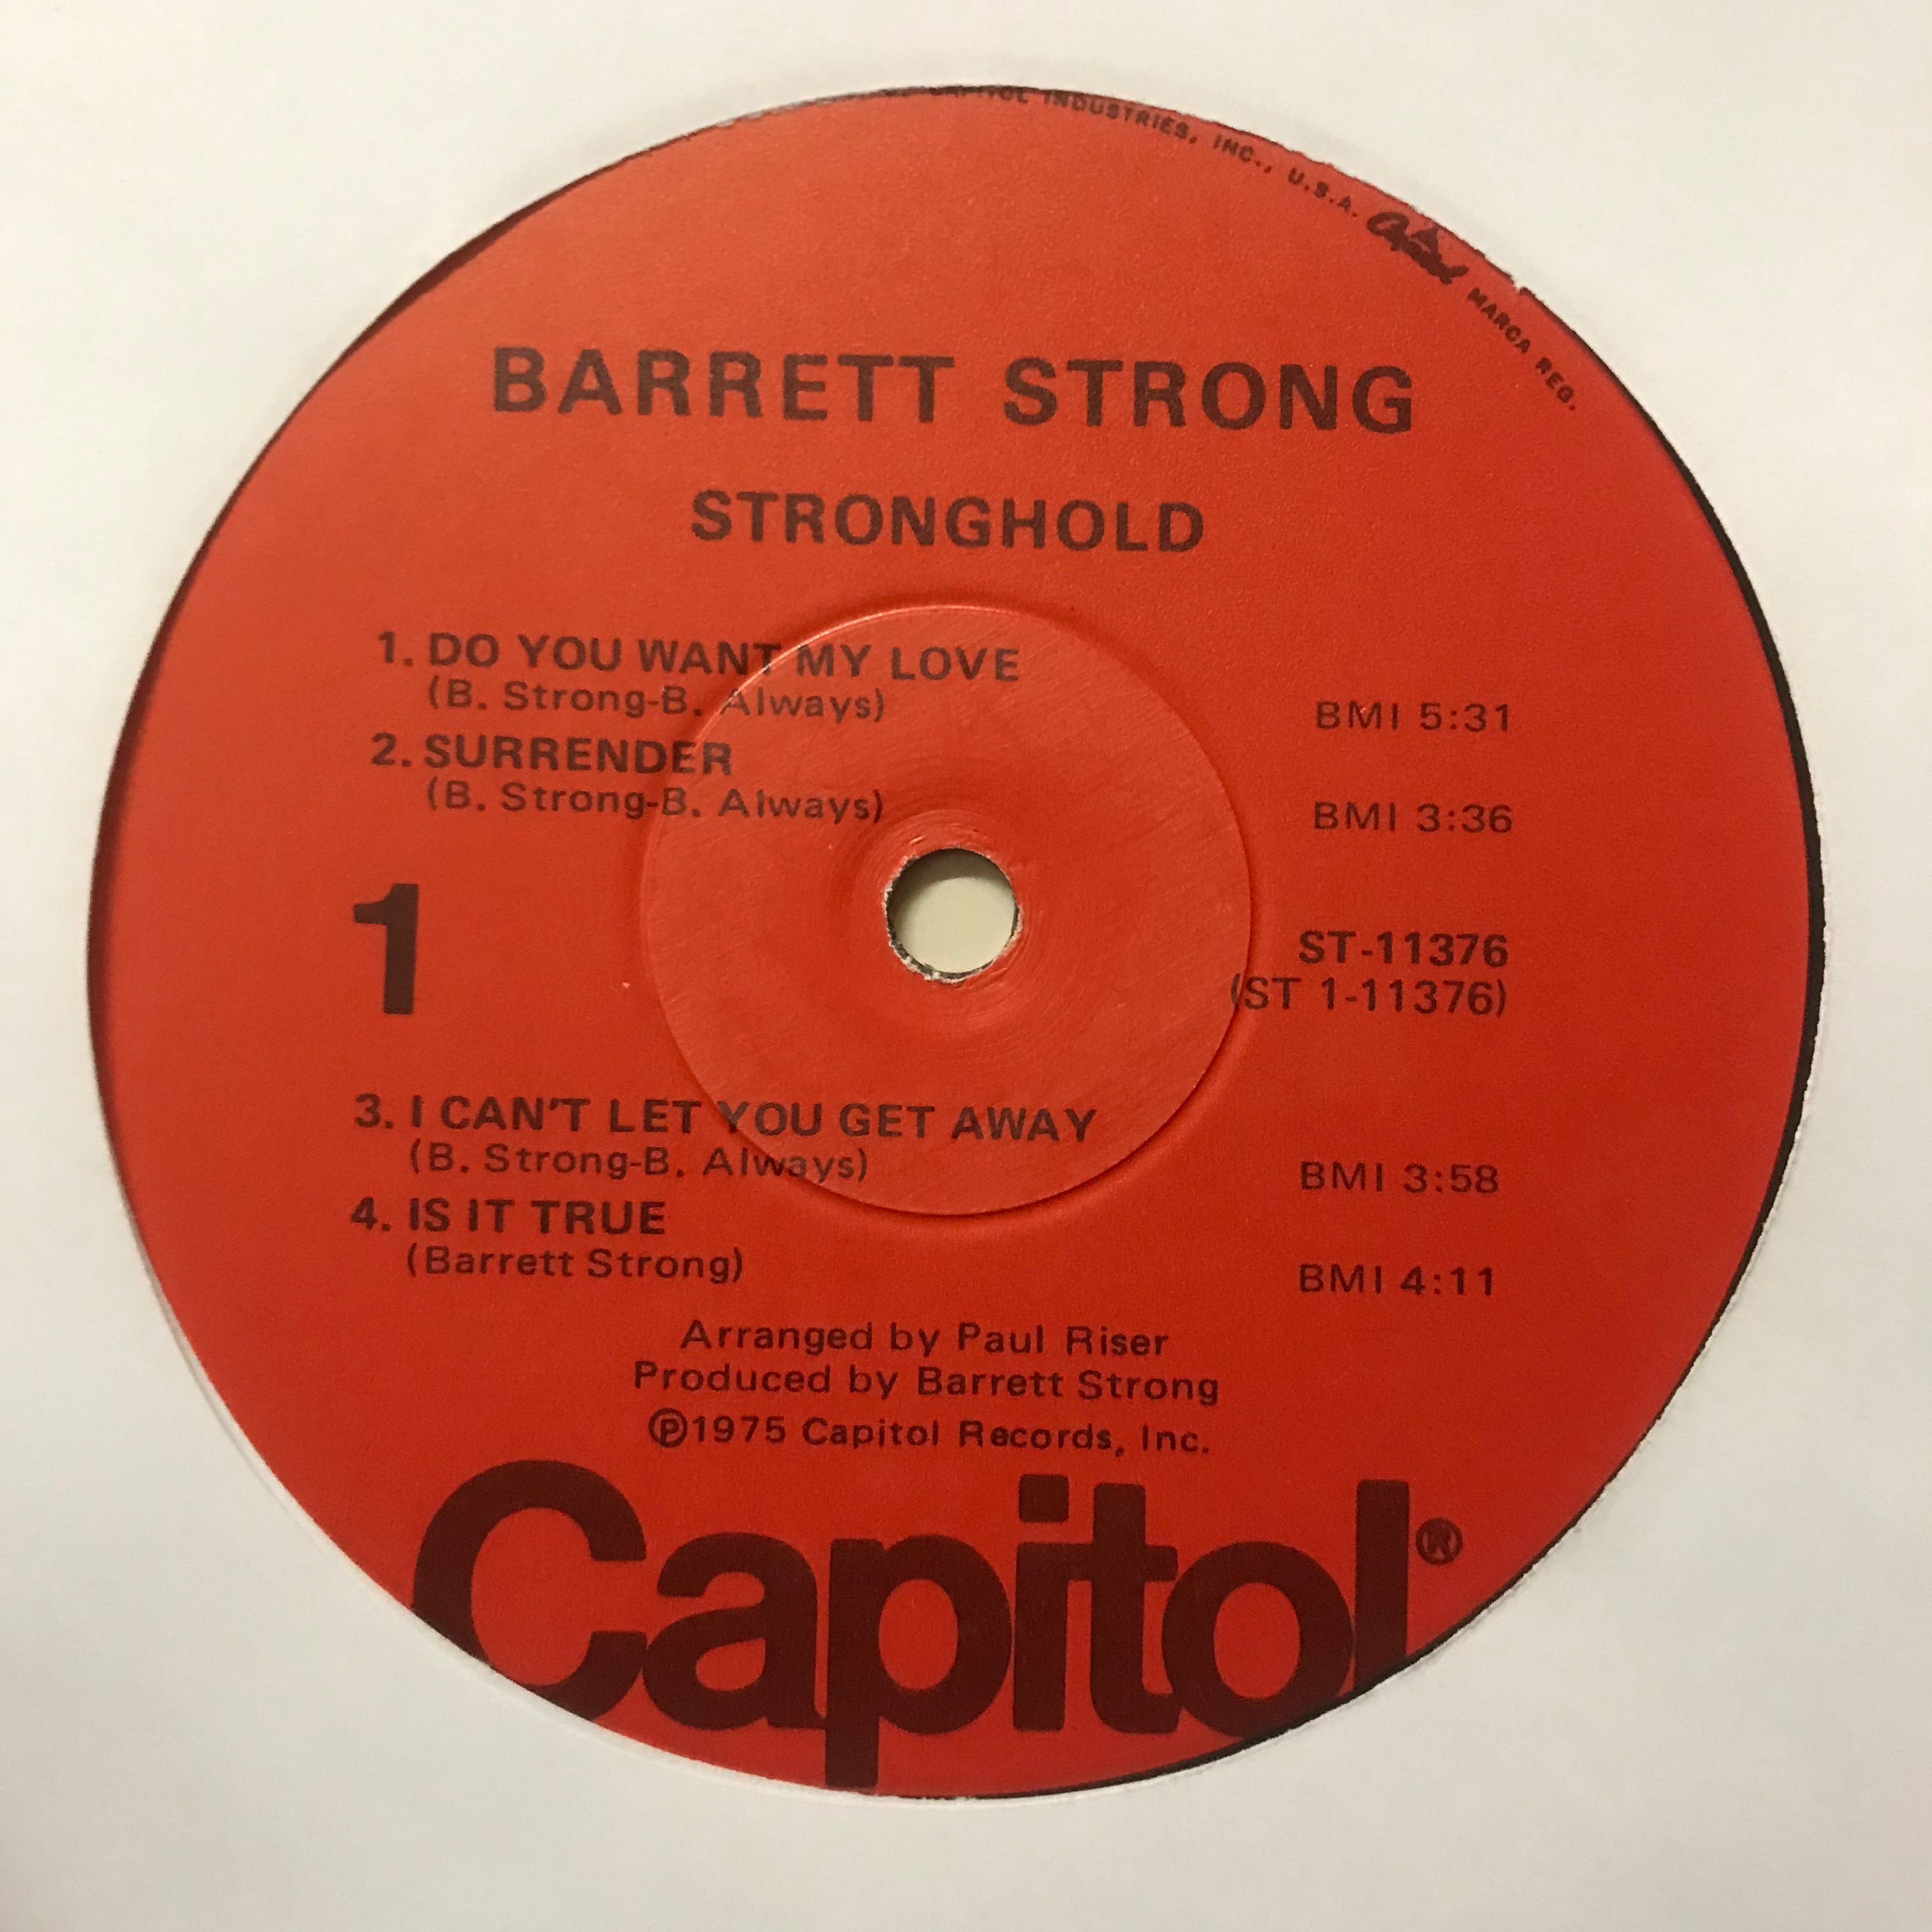 CAPITOL INDUSTRIES, INC., U.S.A. Capitol MARCA REG.
BARRETT STRONG
STRONGHOLD
1. DO YOU WANT MY LOVE
(B. Strong-B. Always) BMI 5:31
2. SURRENDER
(B. Strong-B. Always) BMI 3:36
1
ST-11376
(ST 1-11376)
3. I CAN'T LET YOU GET AWAY
(B. Strong-B. Always) BMI 3:58
4. IS IT TRUE
(Barrett Strong) BMI 4:11
Arranged by Paul Riser
Produced by Barrett Strong
℗1975 Capitol Records, Inc.
Capitol®